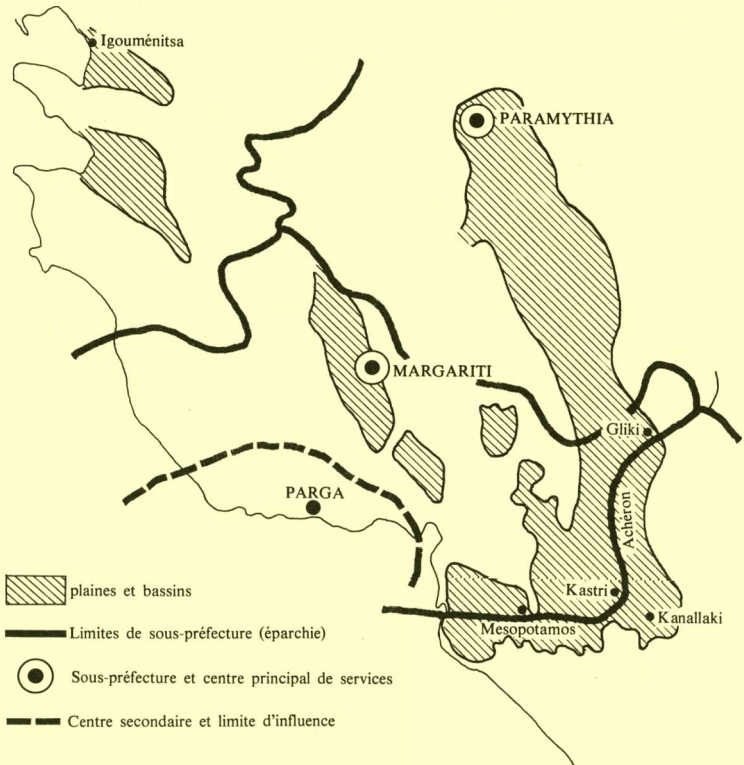 Igouménitsa
PARAMYTHIA
MARGARITI
Gliki
PARGA
Achéron
Kastri
Kanallaki
Mesopotamos
plaines et bassins
Limites de sous-préfecture (éparchie)
Sous-préfecture et centre principal de services
Centre secondaire et limite d'influence